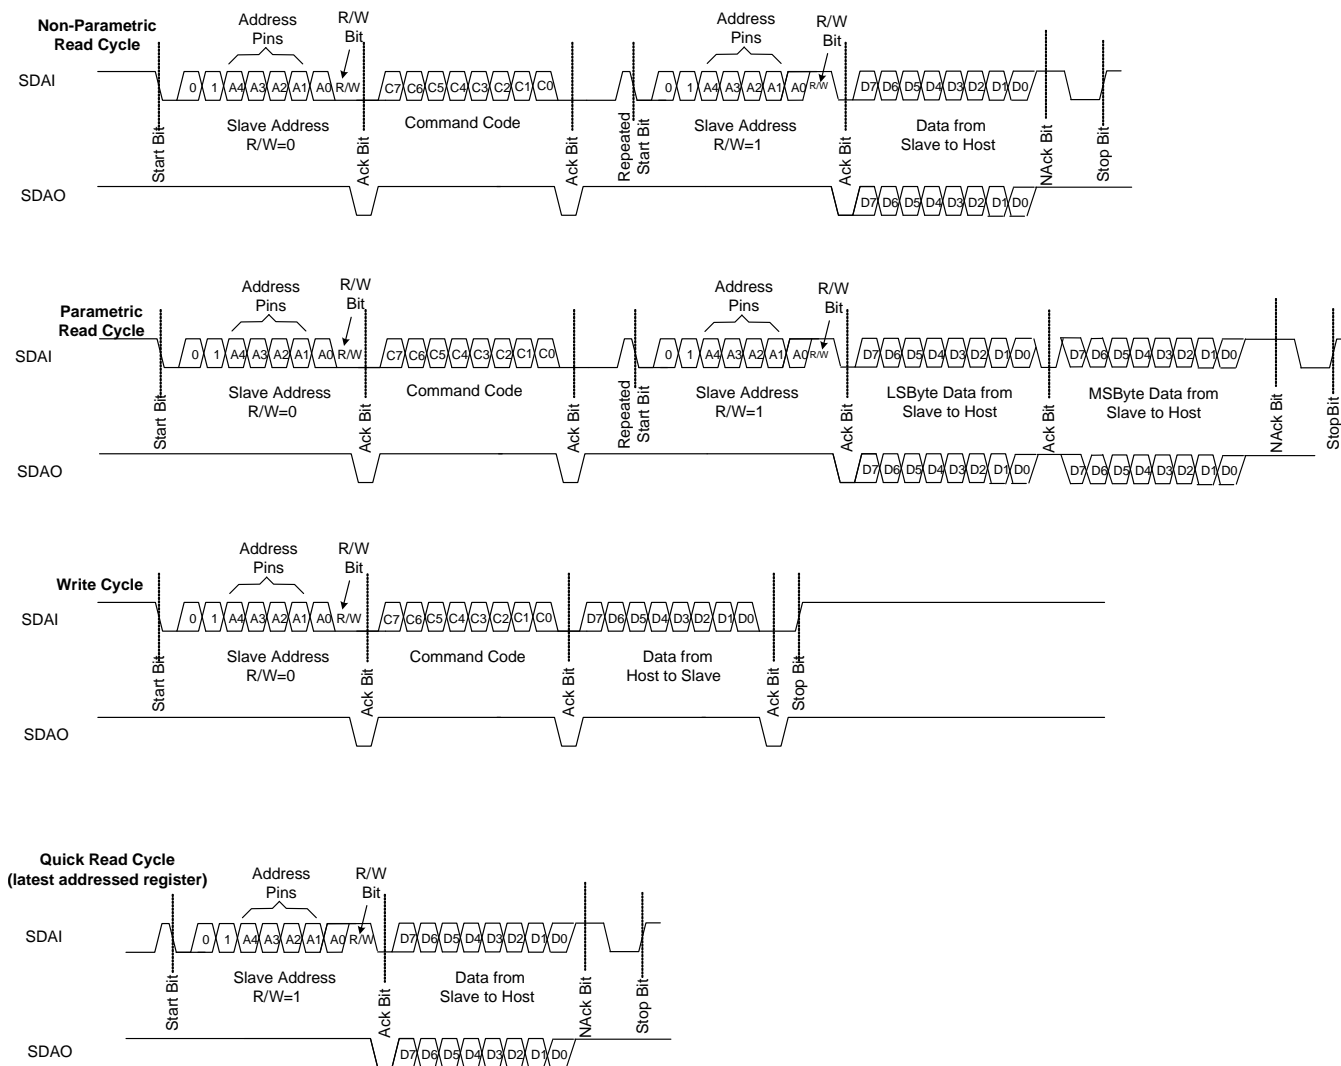 Non-Parametric
Read Cycle
Address
Pins
R/W
Bit
Address
Pins
R/W
Bit
SDAI
0 1 A4 A3 A2 A1 A0 R/W
C7 C6 C5 C4 C3 C2 C1 C0
0 1 A4 A3 A2 A1 A0 R/W
D7 D6 D5 D4 D3 D2 D1 D0
Start Bit
Slave Address
R/W=0
Ack Bit
Command Code
Ack Bit
Repeated
Start Bit
Slave Address
R/W=1
Ack Bit
Data from
Slave to Host
NAck Bit
Stop Bit
SDAO
D7 D6 D5 D4 D3 D2 D1 D0
Parametric
Read Cycle
Address
Pins
R/W
Bit
Address
Pins
R/W
Bit
SDAI
0 1 A4 A3 A2 A1 A0 R/W
C7 C6 C5 C4 C3 C2 C1 C0
0 1 A4 A3 A2 A1 A0 R/W
D7 D6 D5 D4 D3 D2 D1 D0
D7 D6 D5 D4 D3 D2 D1 D0
Start Bit
Slave Address
R/W=0
Ack Bit
Command Code
Ack Bit
Repeated
Start Bit
Slave Address
R/W=1
Ack Bit
LSByte Data from
Slave to Host
Ack Bit
MSByte Data from
Slave to Host
NAck Bit
StopBit
SDAO
D7 D6 D5 D4 D3 D2 D1 D0
D7 D6 D5 D4 D3 D2 D1 D0
Write Cycle
Address
Pins
R/W
Bit
SDAI
0 1 A4 A3 A2 A1 A0 R/W
C7 C6 C5 C4 C3 C2 C1 C0
D7 D6 D5 D4 D3 D2 D1 D0
Start Bit
Slave Address
R/W=0
Ack Bit
Command Code
Ack Bit
Data from
Host to Slave
Ack Bit
Stop Bit
SDAO
Quick Read Cycle
(latest addressed register)
Address
Pins
R/W
Bit
SDAI
0 1 A4 A3 A2 A1 A0 R/W
D7 D6 D5 D4 D3 D2 D1 D0
Start Bit
Slave Address
R/W=1
Ack Bit
Data from
Slave to Host
NAck Bit
Stop Bit
SDAO
D7 D6 D5 D4 D3 D2 D1 D0